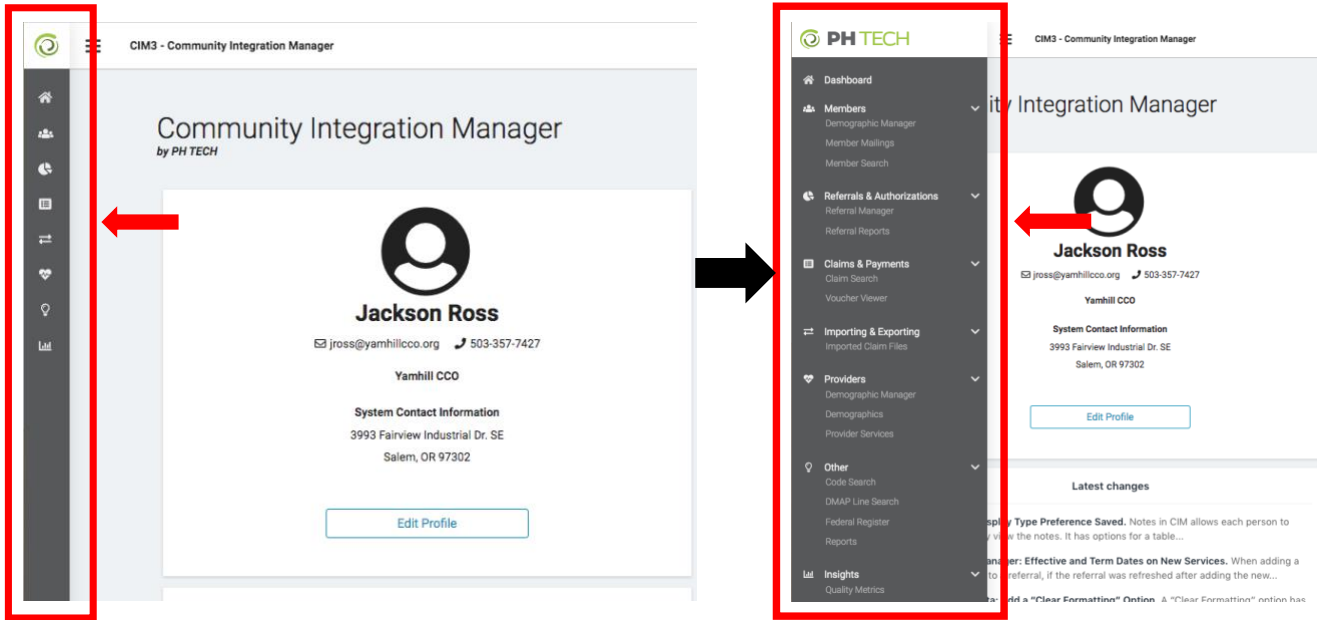 CIM3 - Community Integration Manager
Community Integration Manager
by PH TECH
Jackson Ross
jross@yamhillcco.org 503-357-7427
Yamhill CCO
System Contact Information
3993 Fairview Industrial Dr. SE
Salem, OR 97302
Edit Profile
PH TECH
Dashboard
Members
Demographic Manager
Member Mailings
Member Search
Referrals & Authorizations
Referral Manager
Referral Reports
Claims & Payments
Claim Search
Voucher Viewer
Importing & Exporting
Imported Claim Files
Providers
Demographic Manager
Demographics
Provider Services
Other
Code Search
DMAP Line Search
Federal Register
Reports
Insights
Quality Metrics
CIM3 - Community Integration Manager
ity Integration Manager
Jackson Ross
jross@yamhillcco.org 503-357-7427
Yamhill CCO
System Contact Information
3993 Fairview Industrial Dr. SE
Salem, OR 97302
Edit Profile
Latest changes
splay Type Preference Saved. Notes in CIM allows each person to
view the notes. It has options for a table...
anager: Effective and Term Dates on New Services. When adding a
to a referral, if the referral was refreshed after adding the new...
ta: Add a "Clear Formatting" Option. A "Clear Formatting" option has